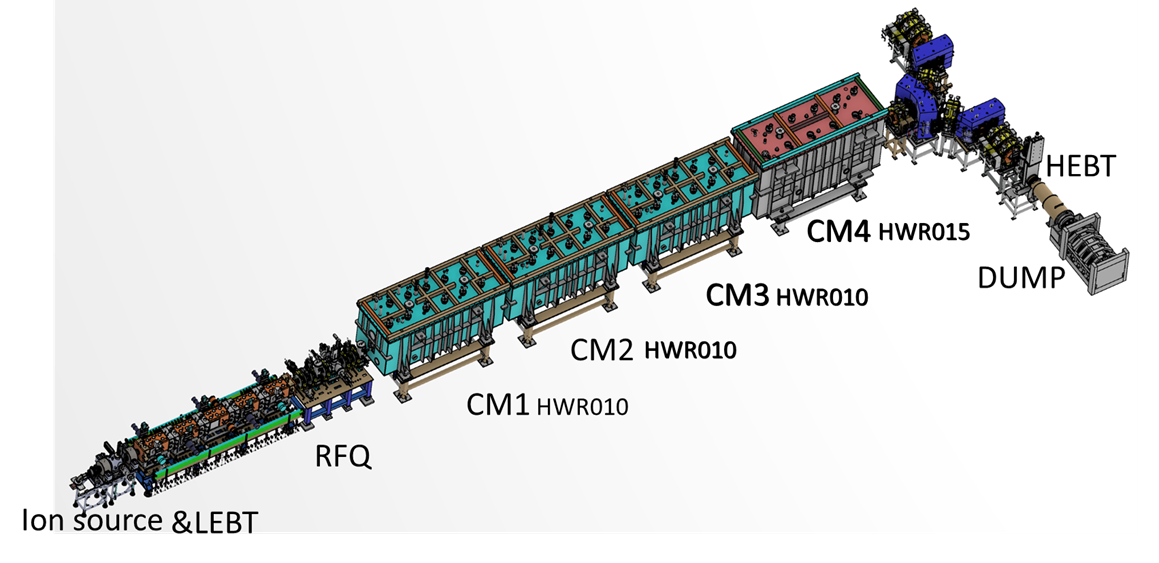 Ion source &LEBT
RFQ
CM1 HWR010
CM2 HWR010
CM3 HWR010
CM4 HWR015
HEBT
DUMP